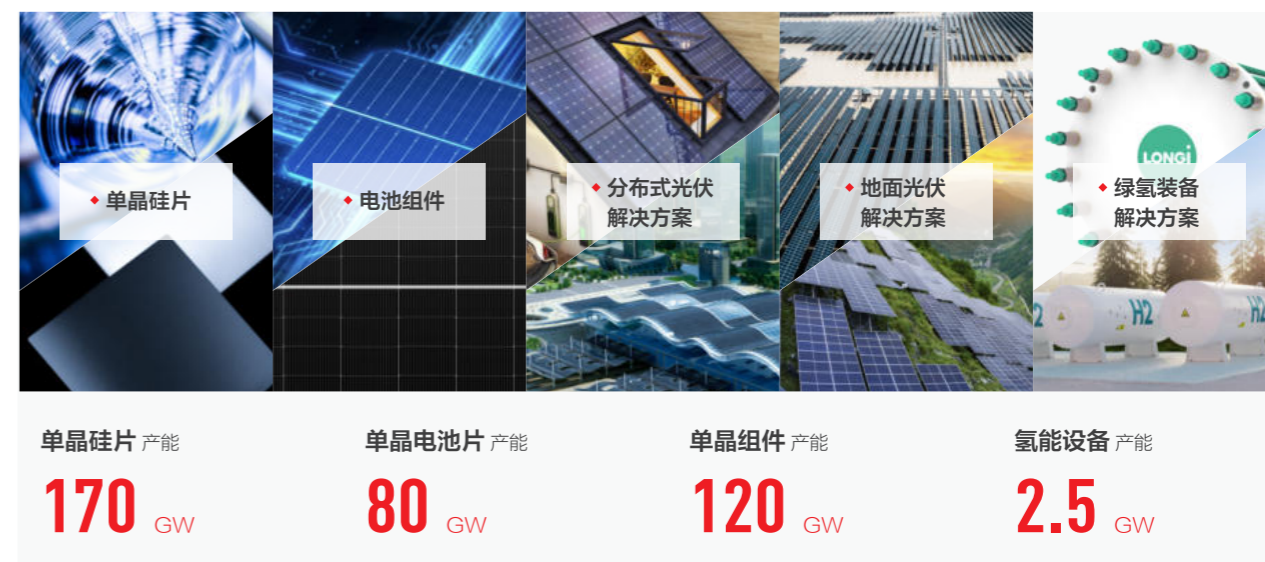 LONGi
单晶硅片
电池组件
分布式光伏
解决方案
地面光伏
解决方案
绿氢装备
解决方案
H2
H2
单晶硅片 产能
170 GW
单晶电池片 产能
80 GW
单晶组件 产能
120 GW
氢能设备 产能
2.5 GW